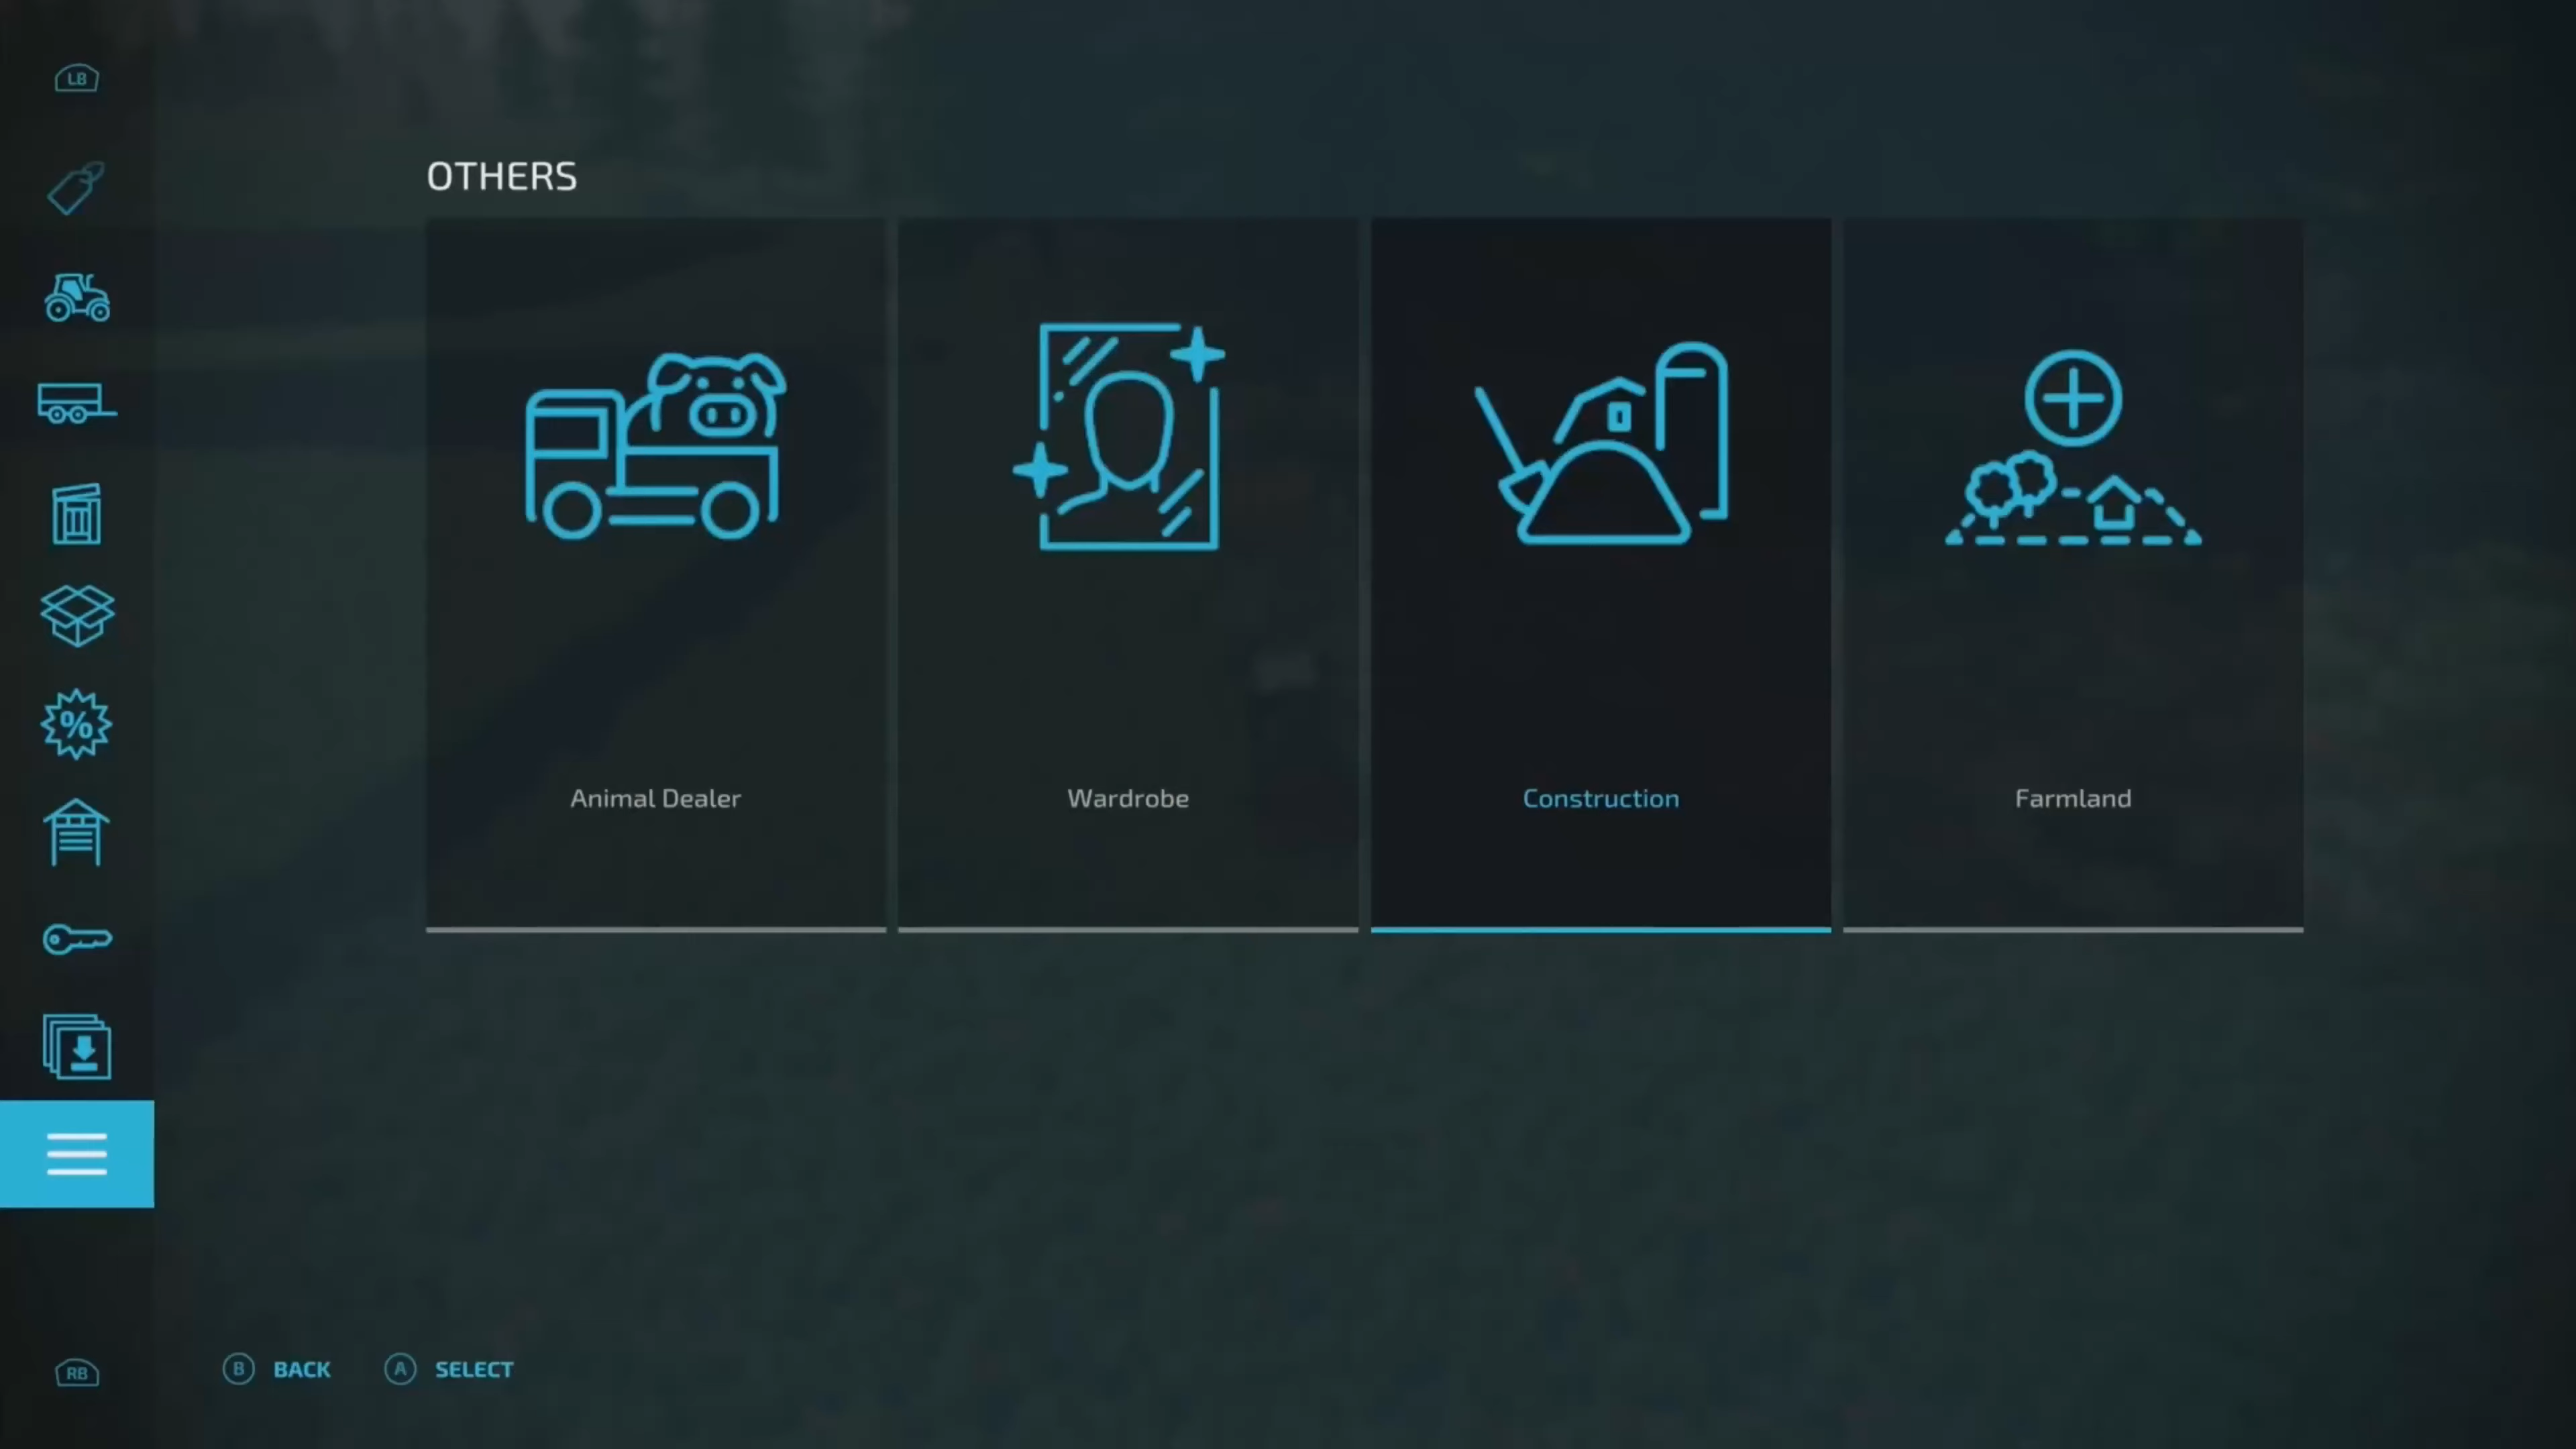 LB
OTHERS
%
Animal Dealer
Wardrobe
Construction
Farmland
RB
B BACK A SELECT